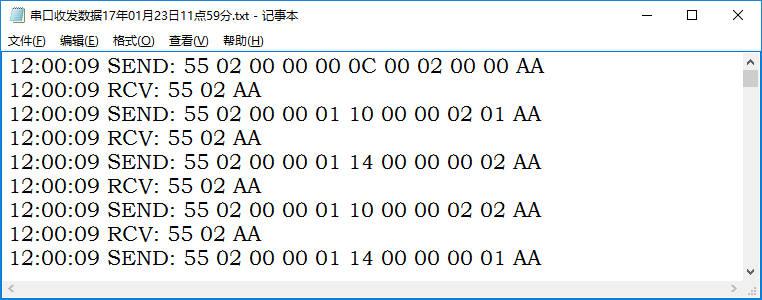 串口收发数据17年01月23日11点59分.txt - 记事本
文件(F) 编辑(E) 格式(O) 查看(V) 帮助(H)
12:00:09 SEND: 55 02 00 00 00 0C 00 02 00 00 AA
12:00:09 RCV: 55 02 AA
12:00:09 SEND: 55 02 00 00 01 10 00 00 02 01 AA
12:00:09 RCV: 55 02 AA
12:00:09 SEND: 55 02 00 00 01 14 00 00 00 02 AA
12:00:09 RCV: 55 02 AA
12:00:09 SEND: 55 02 00 00 01 10 00 00 02 02 AA
12:00:09 RCV: 55 02 AA
12:00:09 SEND: 55 02 00 00 01 14 00 00 00 01 AA